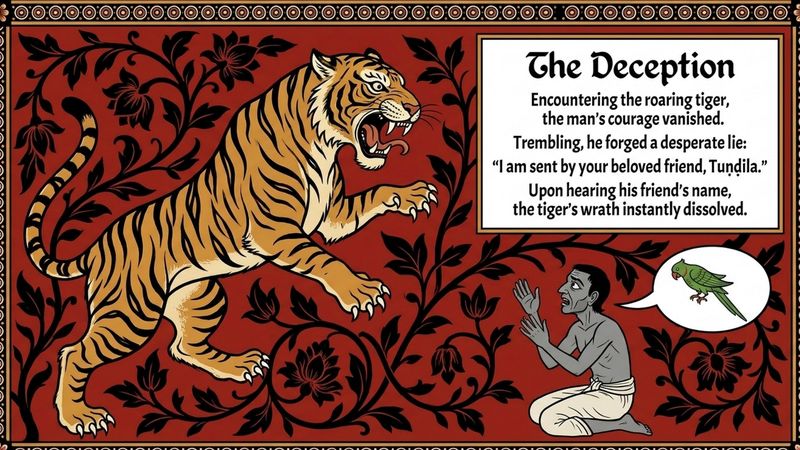 The Deception
Encountering the roaring tiger,
the man's courage vanished.
Trembling, he forged a desperate lie:
“I am sent by your beloved friend, Tuṇḍila.”
Upon hearing his friend's name,
the tiger's wrath instantly dissolved.